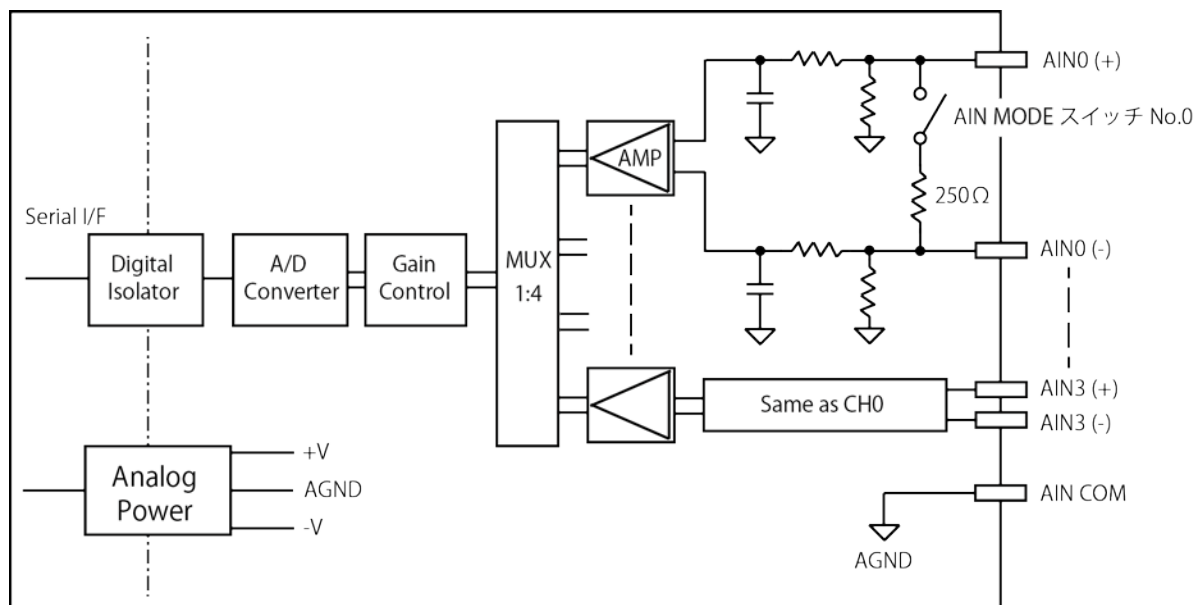 AIN0 (+)
AIN MODE スイッチ No.0
AMP
250Ω
Serial I/F
Digital
Isolator
A/D
Converter
Gain
Control
MUX
1:4
AIN0 (-)
Same as CH0
AIN3 (+)
AIN3 (-)
Analog
Power
+V
AGND
-V
AIN COM
AGND